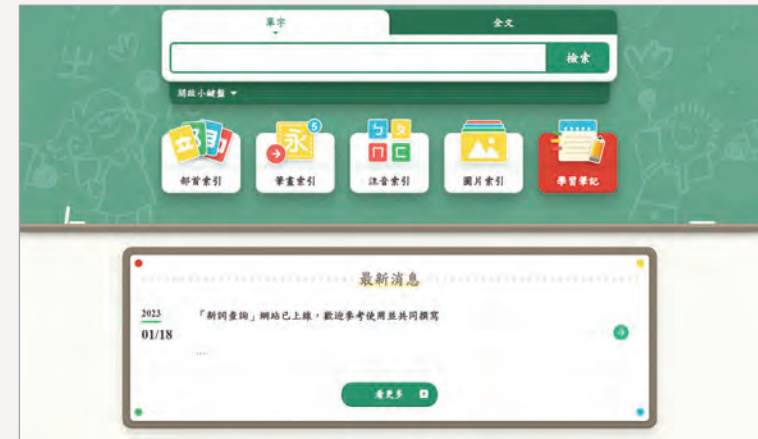 單字
全文
檢索
開啟小鍵盤
部首索引
筆畫索引
注音索引
圖片索引
學習筆記
部
永
5
ㄅ
ㄆ
ㄇ
ㄈ
最新消息
2023
01/18
「新詞查詢」網站已上線，歡迎參考使用並共同撰寫
....
看更多